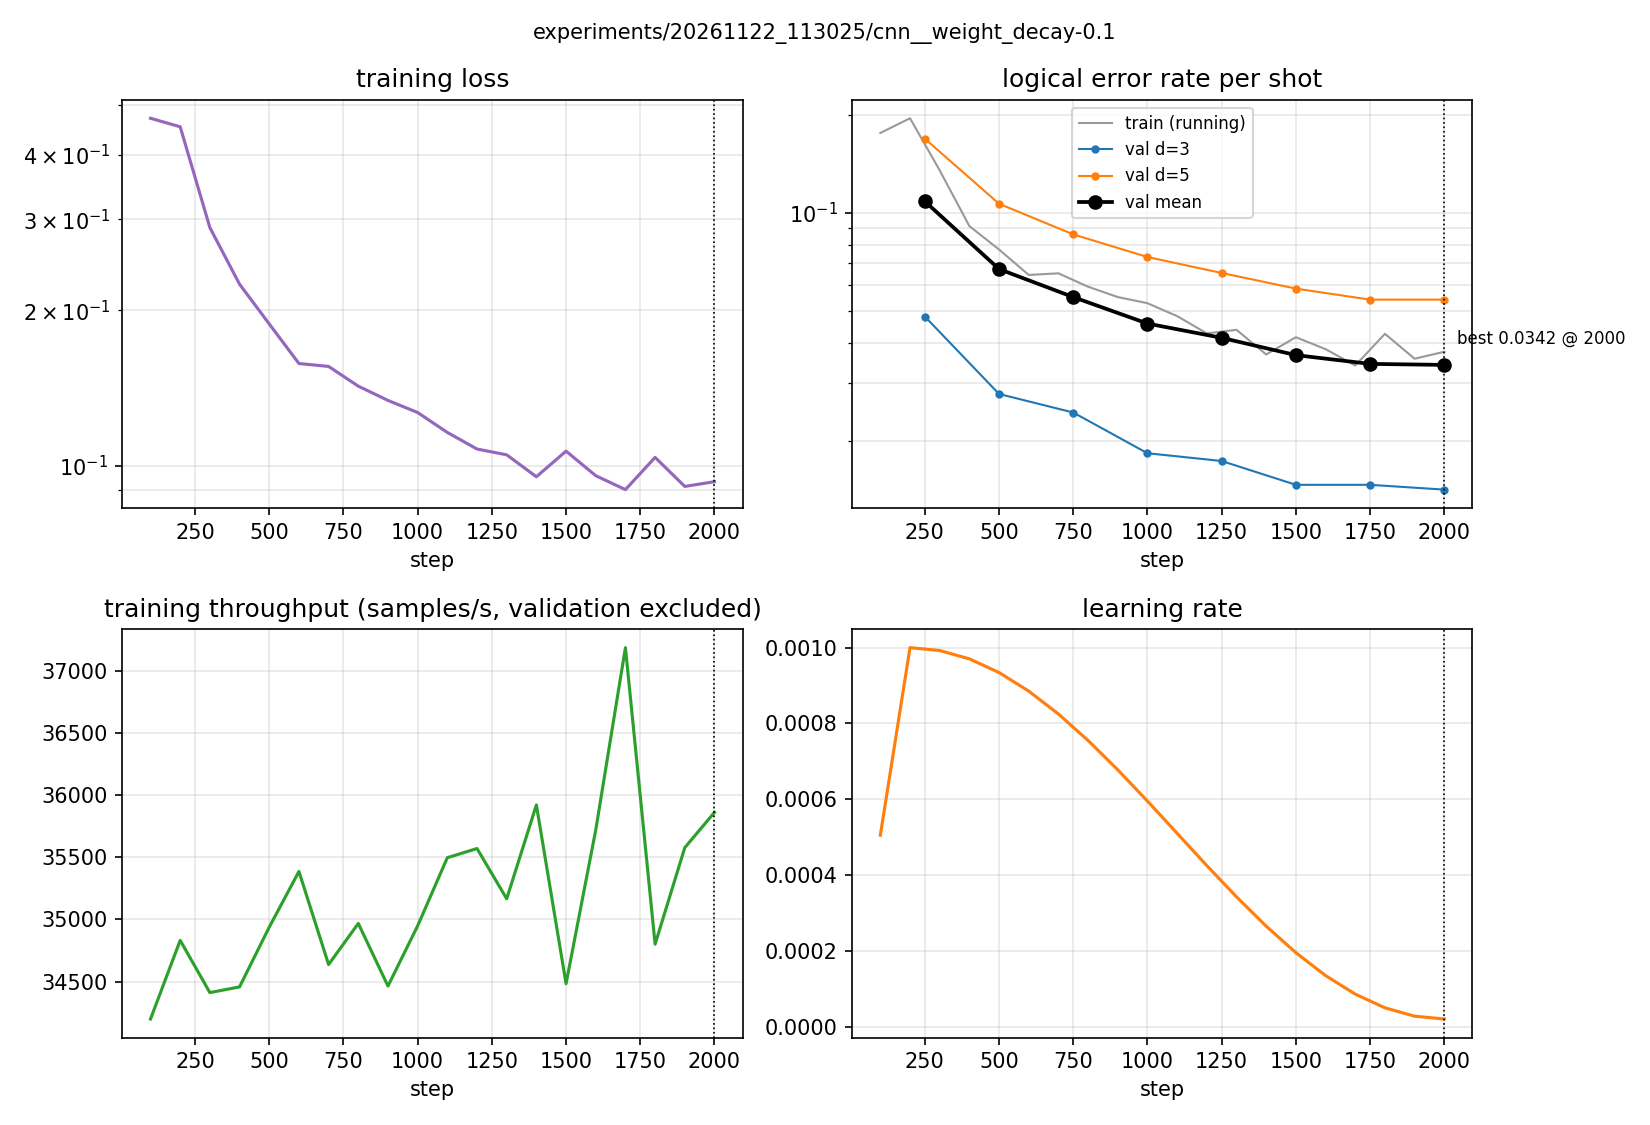 experiments/20261122_113025/cnn__weight_decay-0.1
training loss
4 × 10⁻¹
3 × 10⁻¹
2 × 10⁻¹
10⁻¹
250 500 750 1000 1250 1500 1750 2000
step
logical error rate per shot
train (running)
val d=3
val d=5
val mean
10⁻¹
best 0.0342 @ 2000
250 500 750 1000 1250 1500 1750 2000
step
training throughput (samples/s, validation excluded)
37000
36500
36000
35500
35000
34500
250 500 750 1000 1250 1500 1750 2000
step
learning rate
0.0010
0.0008
0.0006
0.0004
0.0002
0.0000
250 500 750 1000 1250 1500 1750 2000
step